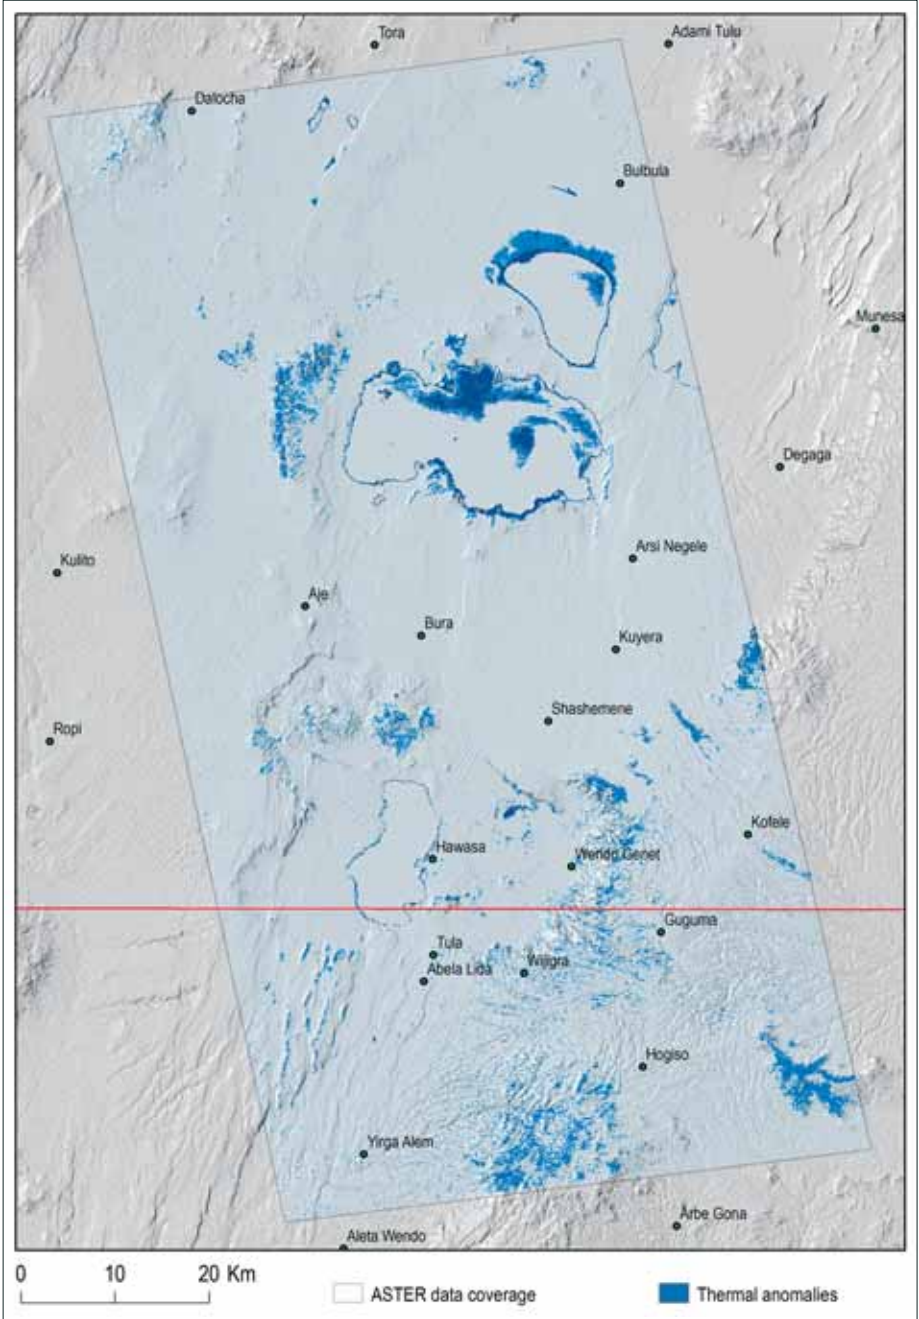 Tora
Adami Tulu
Dalocha
Bulbula
Munesa
Degaga
Arsi Negele
Kulito
Aje
Bura
Kuyera
Shashemene
Ropi
Kofele
Hawasa
Wendo Genet
Guguma
Tula
Wijigra
Abela Lida
Hogiso
Yirga Alem
Arbe Gona
Aleta Wendo
0 10 20 Km
ASTER data coverage
Thermal anomalies